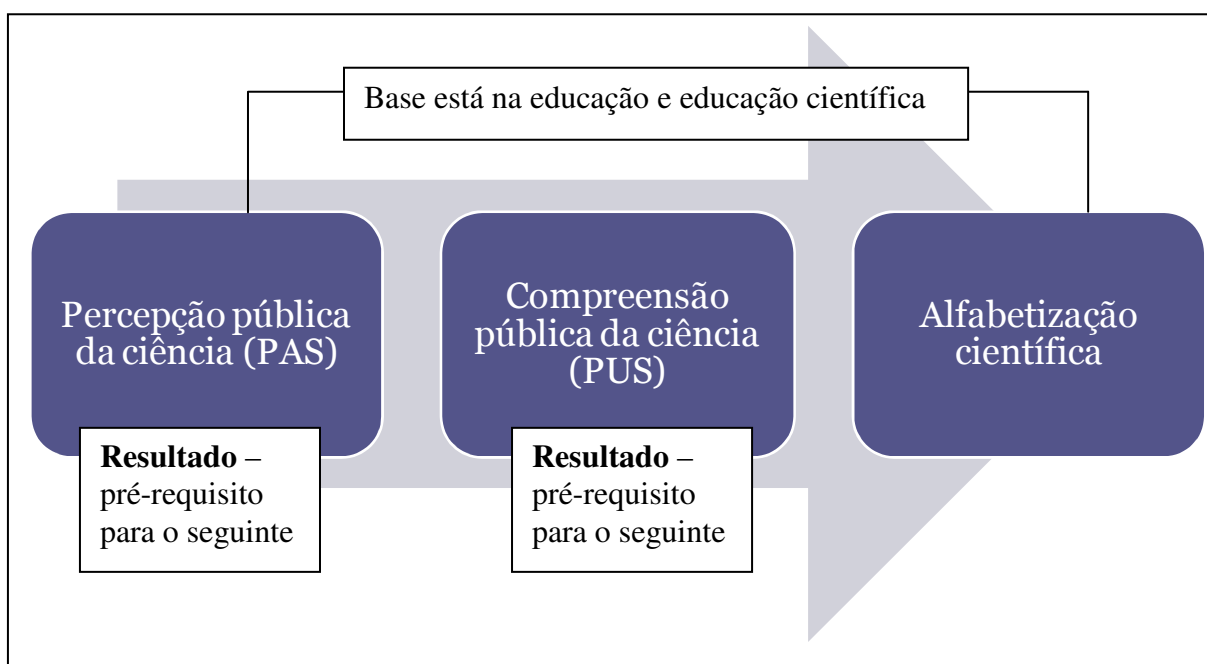 Base está na educação e educação científica
Percepção pública
da ciência (PAS)
Compreensão
pública da ciência
(PUS)
Alfabetização
científica
Resultado –
pré-requisito
para o seguinte
Resultado –
pré-requisito
para o seguinte